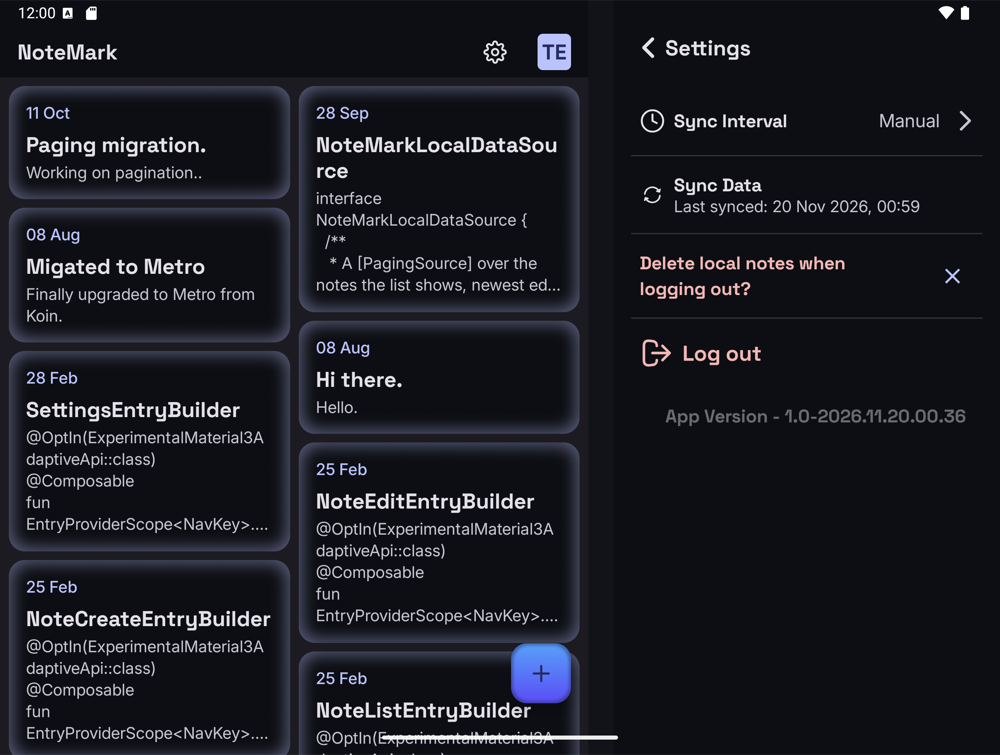 12:00
NoteMark
TE
11 Oct
Paging migration.
Working on pagination..
08 Aug
Migated to Metro
Finally upgraded to Metro from
Koin.
28 Feb
SettingsEntryBuilder
@OptIn(ExperimentalMaterial3A
daptiveApi::class)
@Composable
fun
EntryProviderScope<NavKey>....
25 Feb
NoteCreateEntryBuilder
@OptIn(ExperimentalMaterial3A
daptiveApi::class)
@Composable
fun
EntryProviderScope<NavKey>....
28 Sep
NoteMarkLocalDataSou
rce
interface
NoteMarkLocalDataSource {
/**
* A [PagingSource] over the
notes the list shows, newest ed...
08 Aug
Hi there.
Hello.
25 Feb
NoteEditEntryBuilder
@OptIn(ExperimentalMaterial3A
daptiveApi::class)
@Composable
fun
EntryProviderScope<NavKey>....
25 Feb
NoteListEntryBuilder
@OptIn(ExperimentalMaterial3A
Settings
Sync Interval
Manual
Sync Data
Last synced: 20 Nov 2026, 00:59
Delete local notes when
logging out?
Log out
App Version - 1.0-2026.11.20.00.36